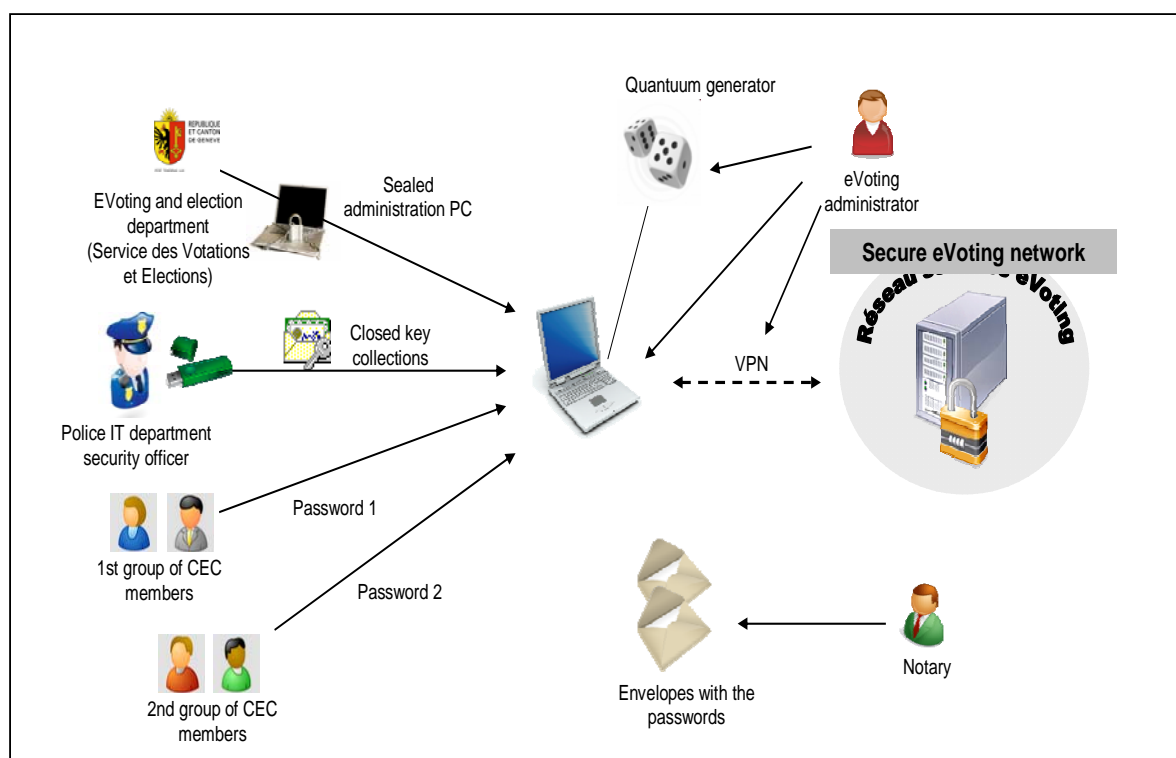 Quantuum generator
REPUBLIQUE
ET CANTON
DE GENEVE
EVoting and election
department
(Service des Votations
et Elections)
Sealed
administration PC
eVoting
administrator
Secure eVoting network
Réseau
eVoting
Closed key
collections
VPN
Police IT department
security officer
Password 1
1st group of CEC
members
Password 2
2nd group of CEC
members
Envelopes with the
passwords
Notary